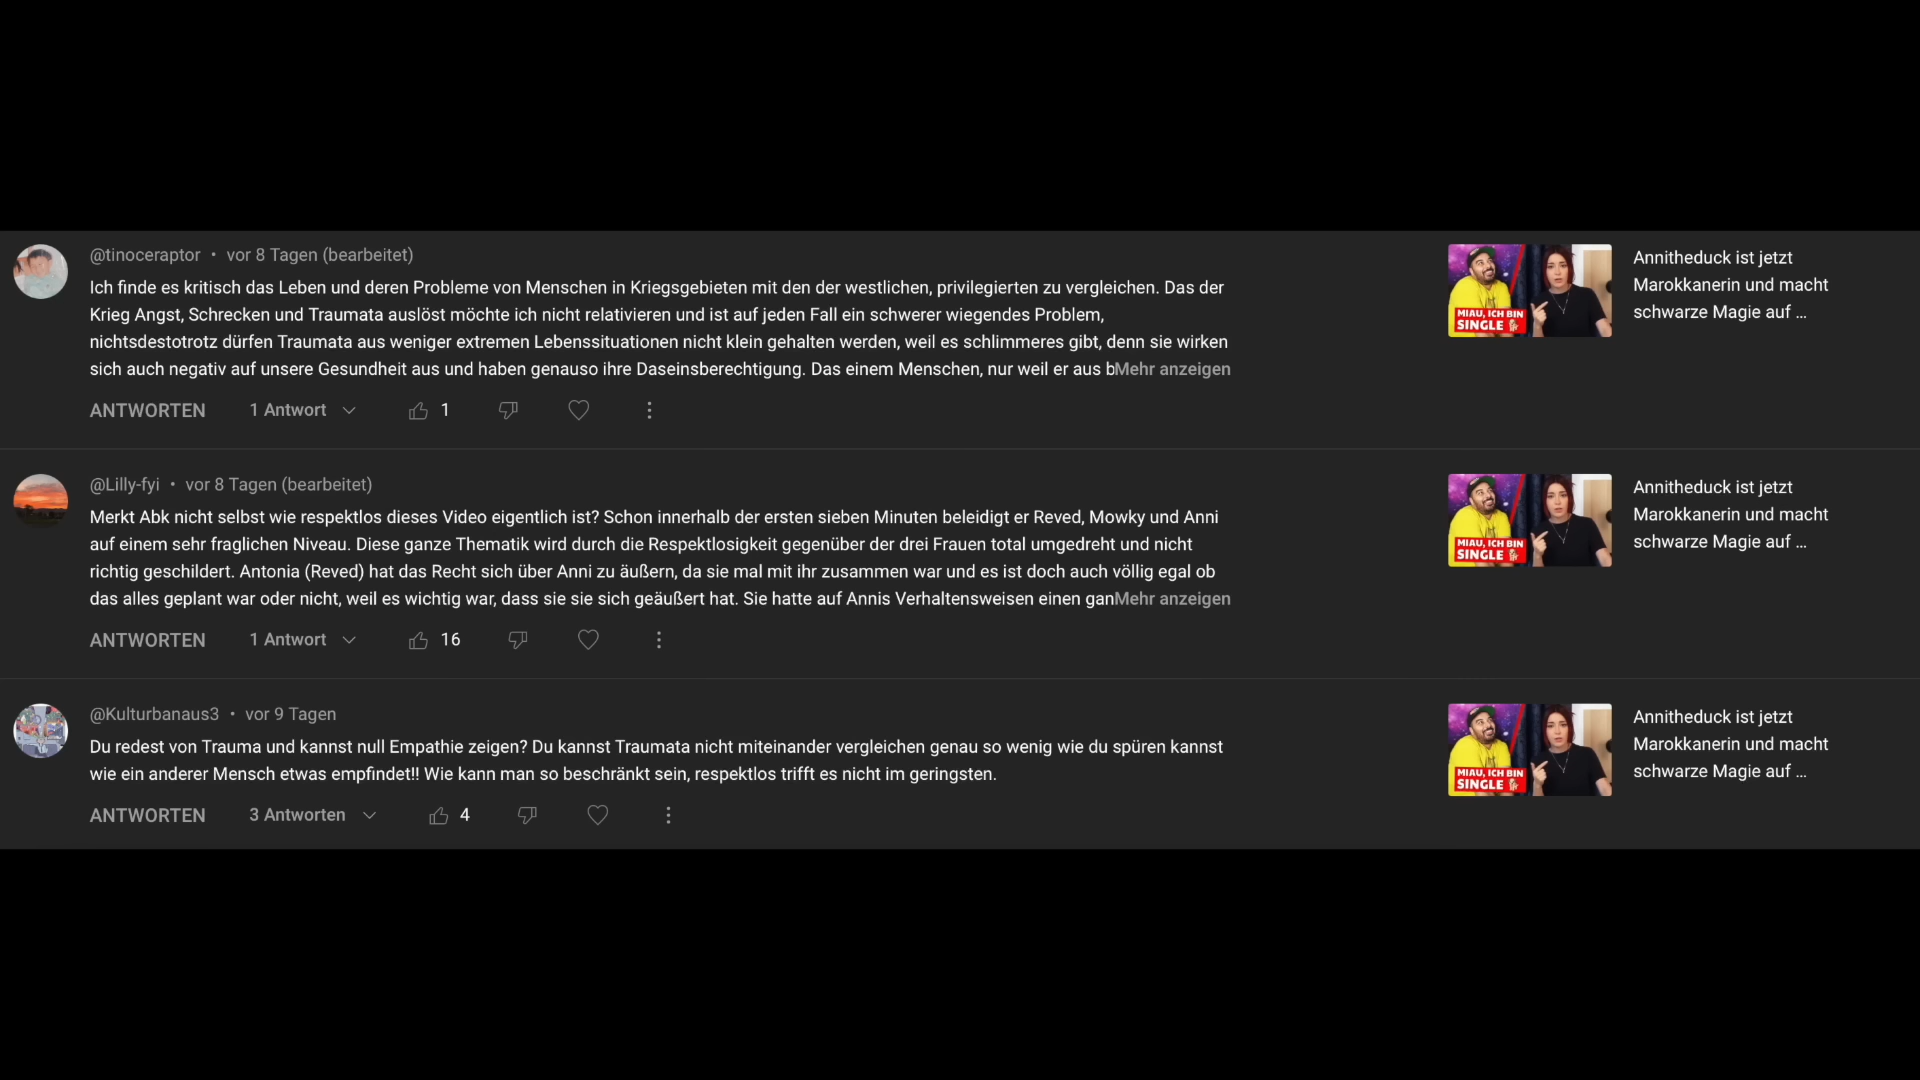 @tinoceraptor • vor 8 Tagen (bearbeitet)
Ich finde es kritisch das Leben und deren Probleme von Menschen in Kriegsgebieten mit den der westlichen, privilegierten zu vergleichen. Das der
Krieg Angst, Schrecken und Traumata auslöst möchte ich nicht relativieren und ist auf jeden Fall ein schwerer wiegendes Problem,
nichtsdestotrotz dürfen Traumata aus weniger extremen Lebenssituationen nicht klein gehalten werden, weil es schlimmeres gibt, denn sie wirken
sich auch negativ auf unsere Gesundheit aus und haben genauso ihre Daseinsberechtigung. Das einem Menschen, nur weil er aus b Mehr anzeigen
ANTWORTEN 1 Antwort 1
MIAU, ICH BIN
SINGLE
Annitheduck ist jetzt
Marokkanerin und macht
schwarze Magie auf ...
@Lilly-fyi • vor 8 Tagen (bearbeitet)
Merkt Abk nicht selbst wie respektlos dieses Video eigentlich ist? Schon innerhalb der ersten sieben Minuten beleidigt er Reved, Mowky und Anni
auf einem sehr fraglichen Niveau. Diese ganze Thematik wird durch die Respektlosigkeit gegenüber der drei Frauen total umgedreht und nicht
richtig geschildert. Antonia (Reved) hat das Recht sich über Anni zu äußern, da sie mal mit ihr zusammen war und es ist doch auch völlig egal ob
das alles geplant war oder nicht, weil es wichtig war, dass sie sie sich geäußert hat. Sie hatte auf Annis Verhaltensweisen einen gan Mehr anzeigen
ANTWORTEN 1 Antwort 16
MIAU, ICH BIN
SINGLE
Annitheduck ist jetzt
Marokkanerin und macht
schwarze Magie auf ...
@Kulturbanaus3 • vor 9 Tagen
Du redest von Trauma und kannst null Empathie zeigen? Du kannst Traumata nicht miteinander vergleichen genau so wenig wie du spüren kannst
wie ein anderer Mensch etwas empfindet!! Wie kann man so beschränkt sein, respektlos trifft es nicht im geringsten.
ANTWORTEN 3 Antworten 4
MIAU, ICH BIN
SINGLE
Annitheduck ist jetzt
Marokkanerin und macht
schwarze Magie auf ...